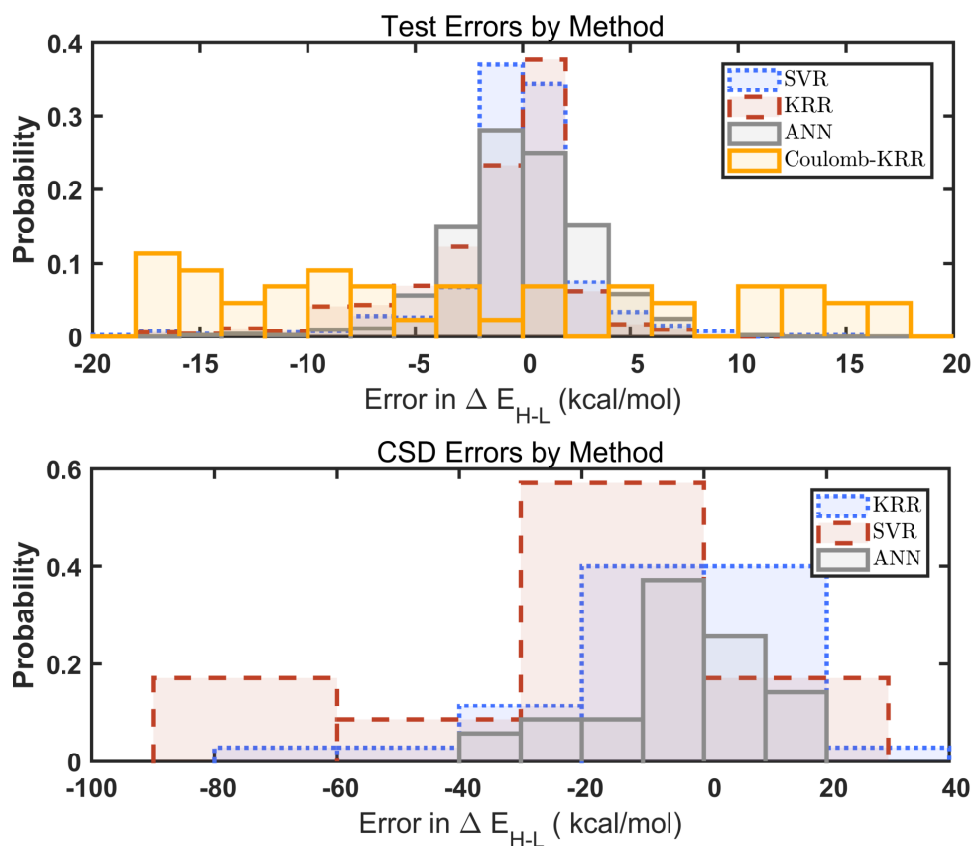 Test Errors by Method
0.4
0.3
0.2
0.1
0
Probability
SVR
KRR
ANN
Coulomb-KRR
-20 -15 -10 -5 0 5 10 15 20
Error in Δ E_H-L (kcal/mol)
CSD Errors by Method
0.6
0.4
0.2
0
Probability
KRR
SVR
ANN
-100 -80 -60 -40 -20 0 20 40
Error in Δ E_H-L ( kcal/mol)